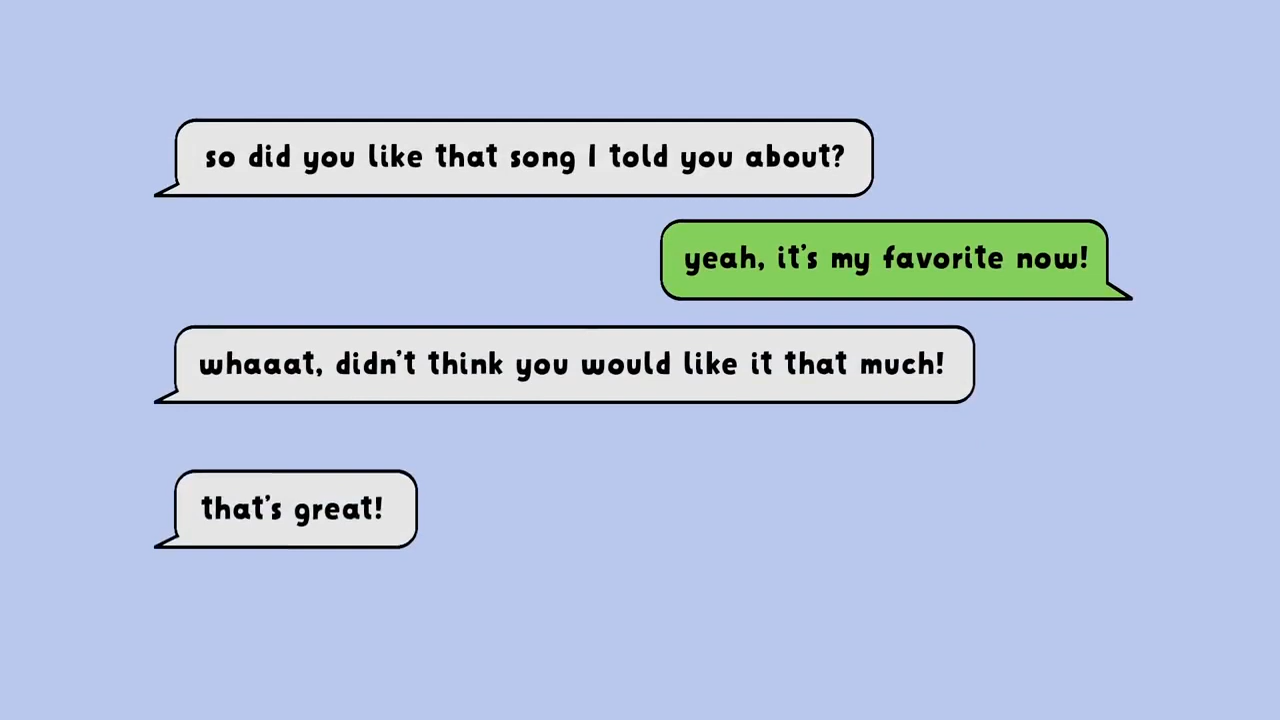 so did you like that song I told you about?
yeah, it's my favorite now!
whaaat, didn't think you would like it that much!
that's great!